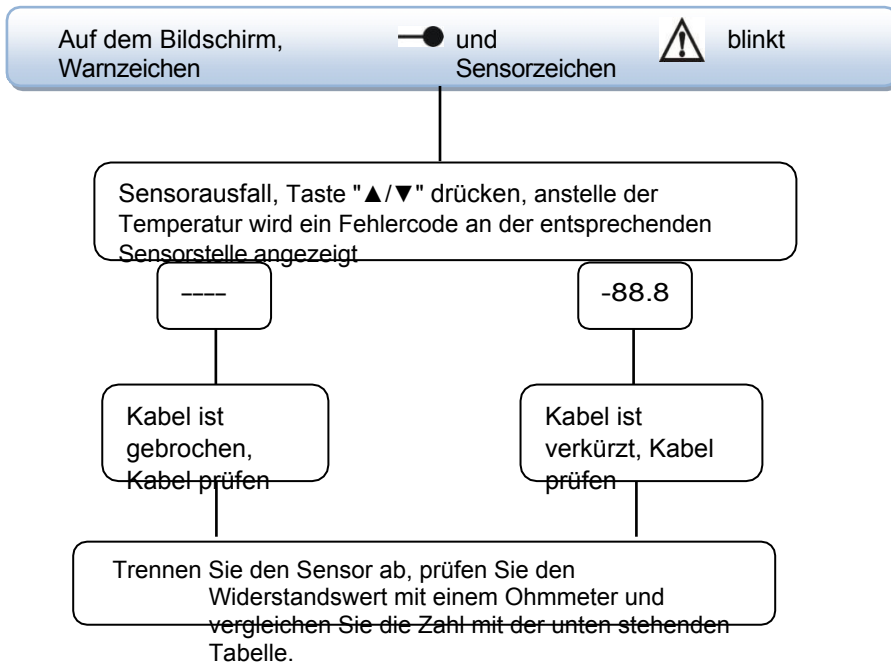 Auf dem Bildschirm, und blinkt
Warnzeichen Sensorzeichen
Sensorausfall, Taste "▲/▼" drücken, anstelle der
Temperatur wird ein Fehlercode an der entsprechenden
Sensorstelle angezeigt
---- -88.8
Kabel ist
gebrochen,
Kabel prüfen
Kabel ist
verkürzt, Kabel
prüfen
Trennen Sie den Sensor ab, prüfen Sie den
Widerstandswert mit einem Ohmmeter und
vergleichen Sie die Zahl mit der unten stehenden
Tabelle.